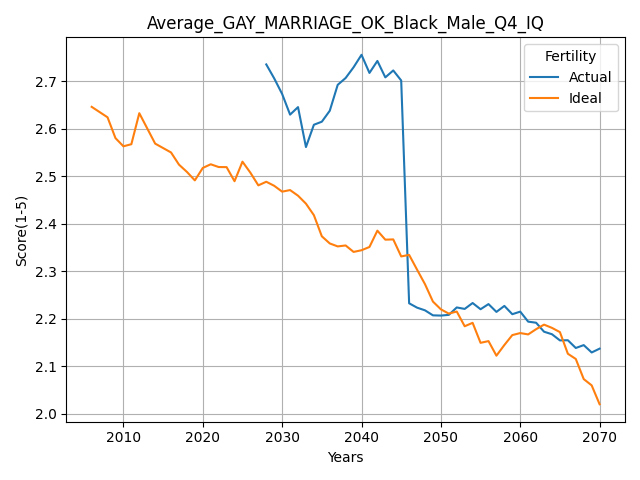 Average_GAY_MARRIAGE_OK_Black_Male_Q4_IQ
Fertility
Actual
Ideal
Score(1-5)
2.7
2.6
2.5
2.4
2.3
2.2
2.1
2.0
2010 2020 2030 2040 2050 2060 2070
Years